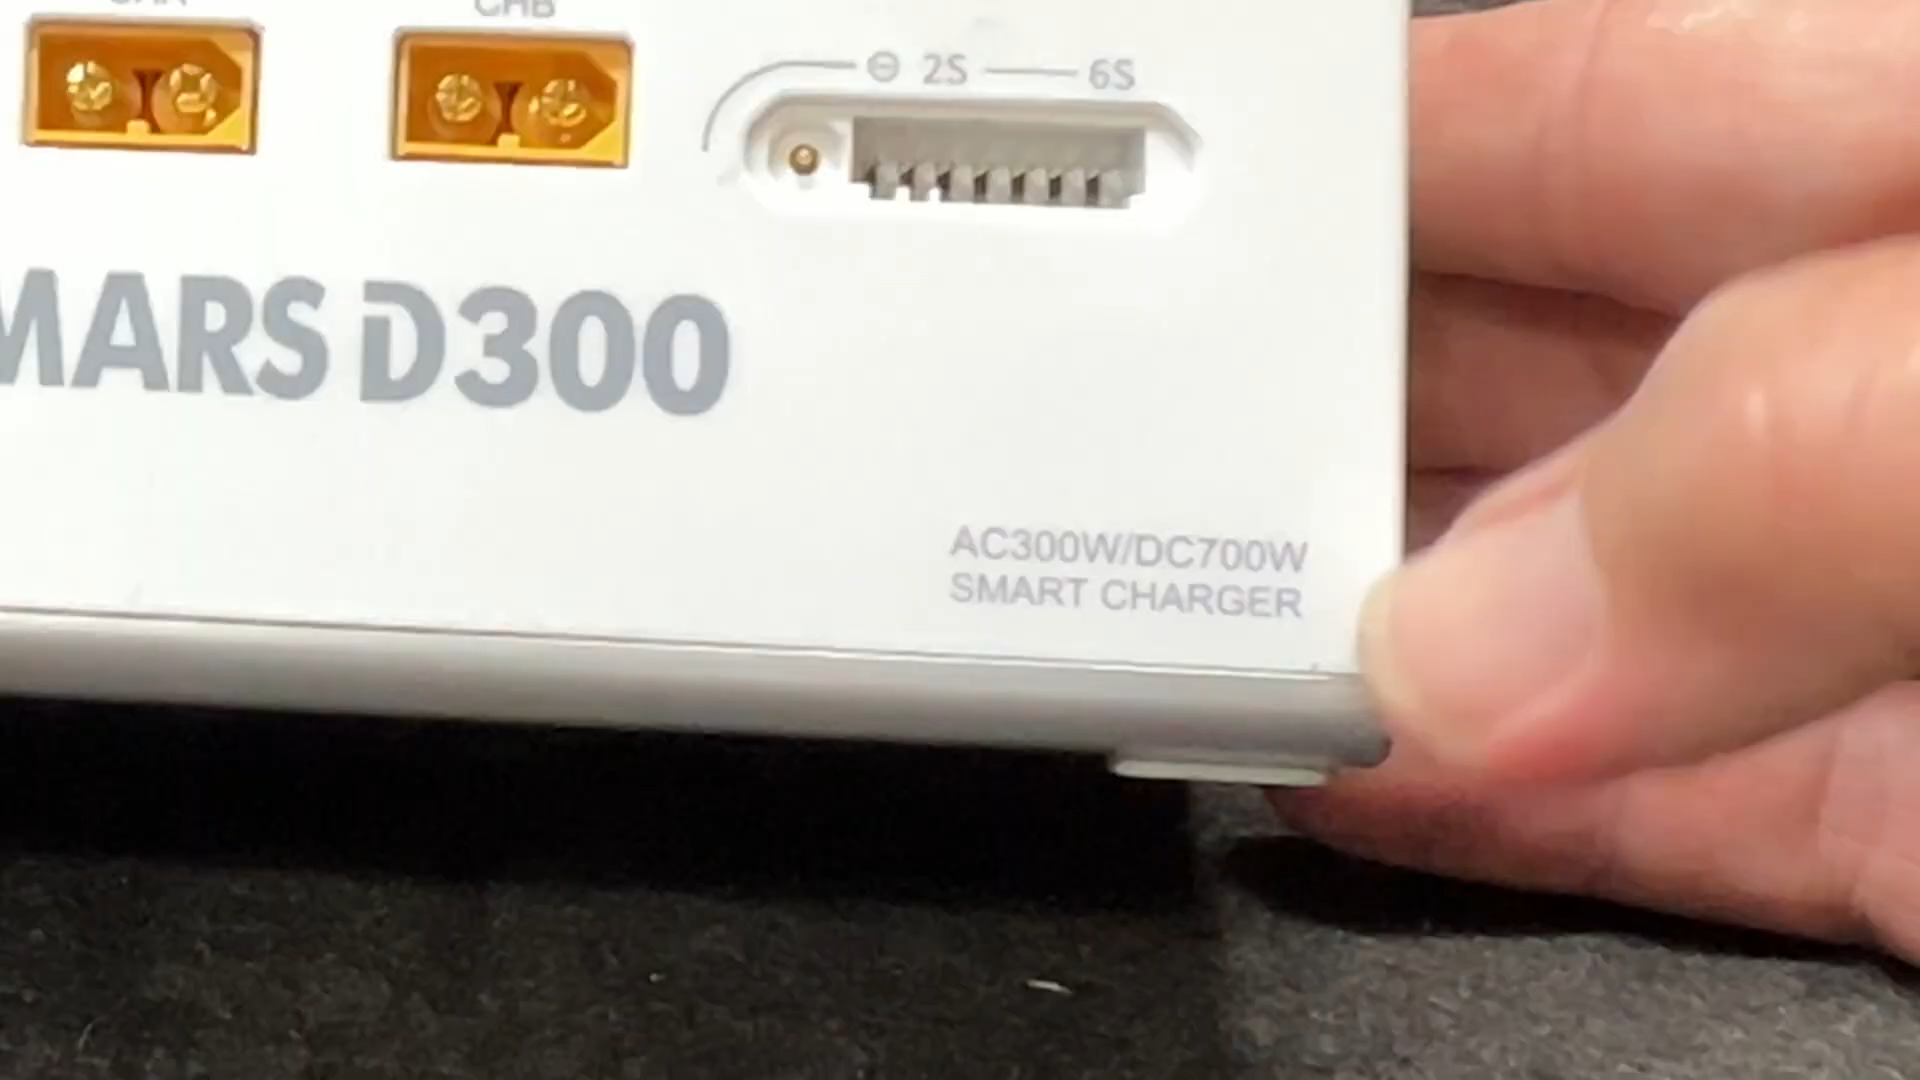 CHB
⊖ 2S 6S
MARS D300
AC300W/DC700W
SMART CHARGER